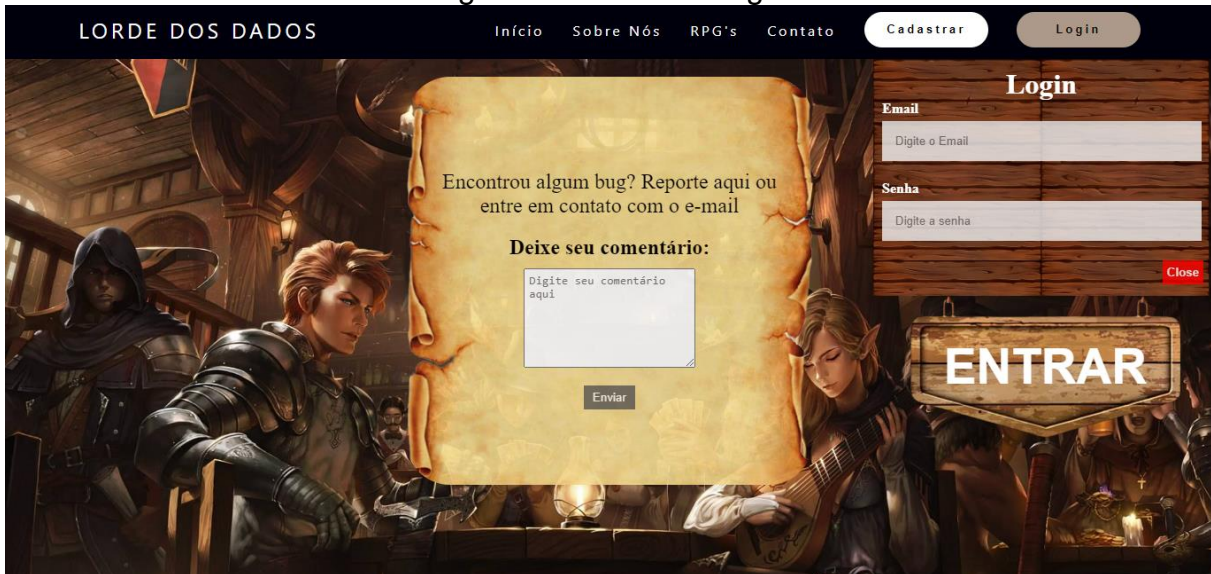 LORDE DOS DADOS
Início Sobre Nós RPG's Contato Cadastrar Login
Encontrou algum bug? Reporte aqui ou
entre em contato com o e-mail
Deixe seu comentário:
Digite seu comentário
aqui
Enviar
Login
Email
Digite o Email
Senha
Digite a senha
Close
ENTRAR